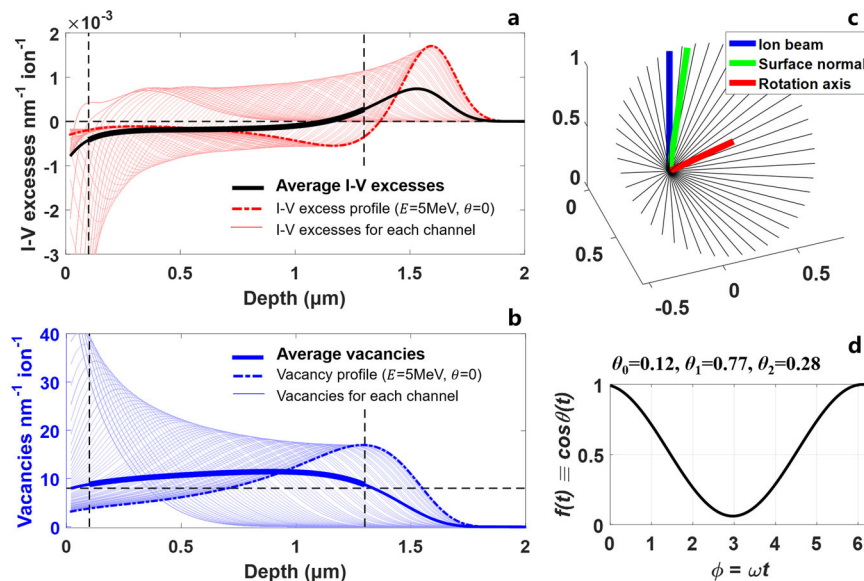 ×10⁻³
a
2
1
0
-1
-2
-3
I-V excesses nm⁻¹ ion⁻¹
Average I-V excesses
I-V excess profile (E=5MeV, θ=0)
I-V excesses for each channel
0
0.5
1
1.5
2
Depth (μm)
c
Ion beam
Surface normal
Rotation axis
1
0.5
0
0
0.5
-0.5
0
0.5
b
40
30
20
10
0
Vacancies nm⁻¹ ion⁻¹
Average vacancies
Vacancy profile (E=5MeV, θ=0)
Vacancies for each channel
0
0.5
1
1.5
2
Depth (μm)
d
θ₀=0.12, θ₁=0.77, θ₂=0.28
1
0.5
0
f(t) ≡ cosθ(t)
0
1
2
3
4
5
6
ϕ = ωt